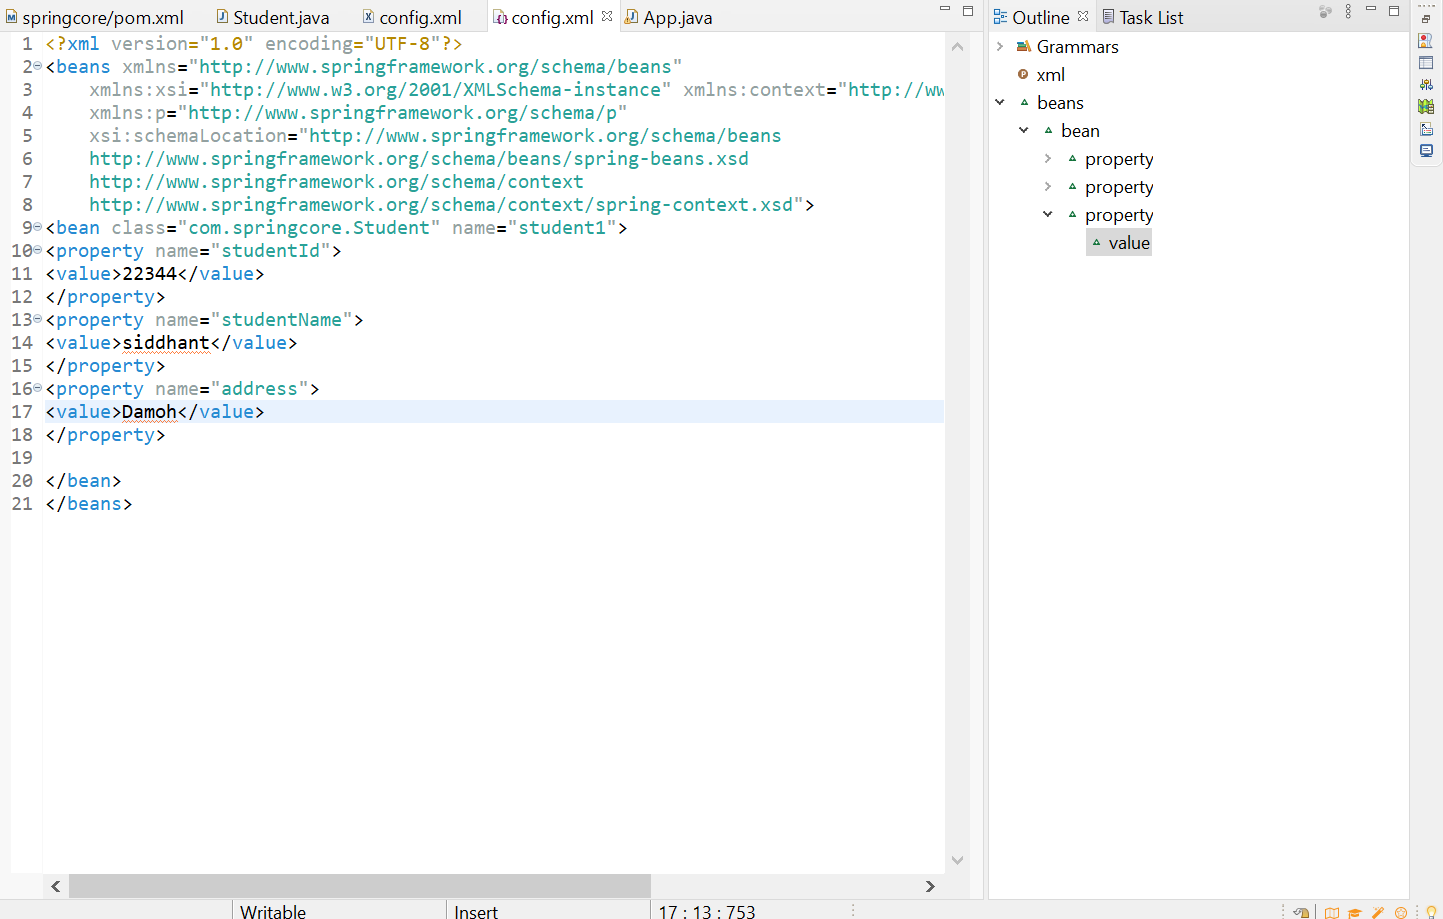 springcore/pom.xml Student.java config.xml config.xml App.java
1 <?xml version="1.0" encoding="UTF-8"?>
2 <beans xmlns="http://www.springframework.org/schema/beans"
3 xmlns:xsi="http://www.w3.org/2001/XMLSchema-instance" xmlns:context="http://ww
4 xmlns:p="http://www.springframework.org/schema/p"
5 xsi:schemaLocation="http://www.springframework.org/schema/beans
6 http://www.springframework.org/schema/beans/spring-beans.xsd
7 http://www.springframework.org/schema/context
8 http://www.springframework.org/schema/context/spring-context.xsd">
9 <bean class="com.springcore.Student" name="student1">
10 <property name="studentId">
11 <value>22344</value>
12 </property>
13 <property name="studentName">
14 <value>siddhant</value>
15 </property>
16 <property name="address">
17 <value>Damoh</value>
18 </property>
19
20 </bean>
21 </beans>
Outline Task List
Grammars
xml
beans
bean
property
property
property
value
Writable Insert 17 : 13 : 753